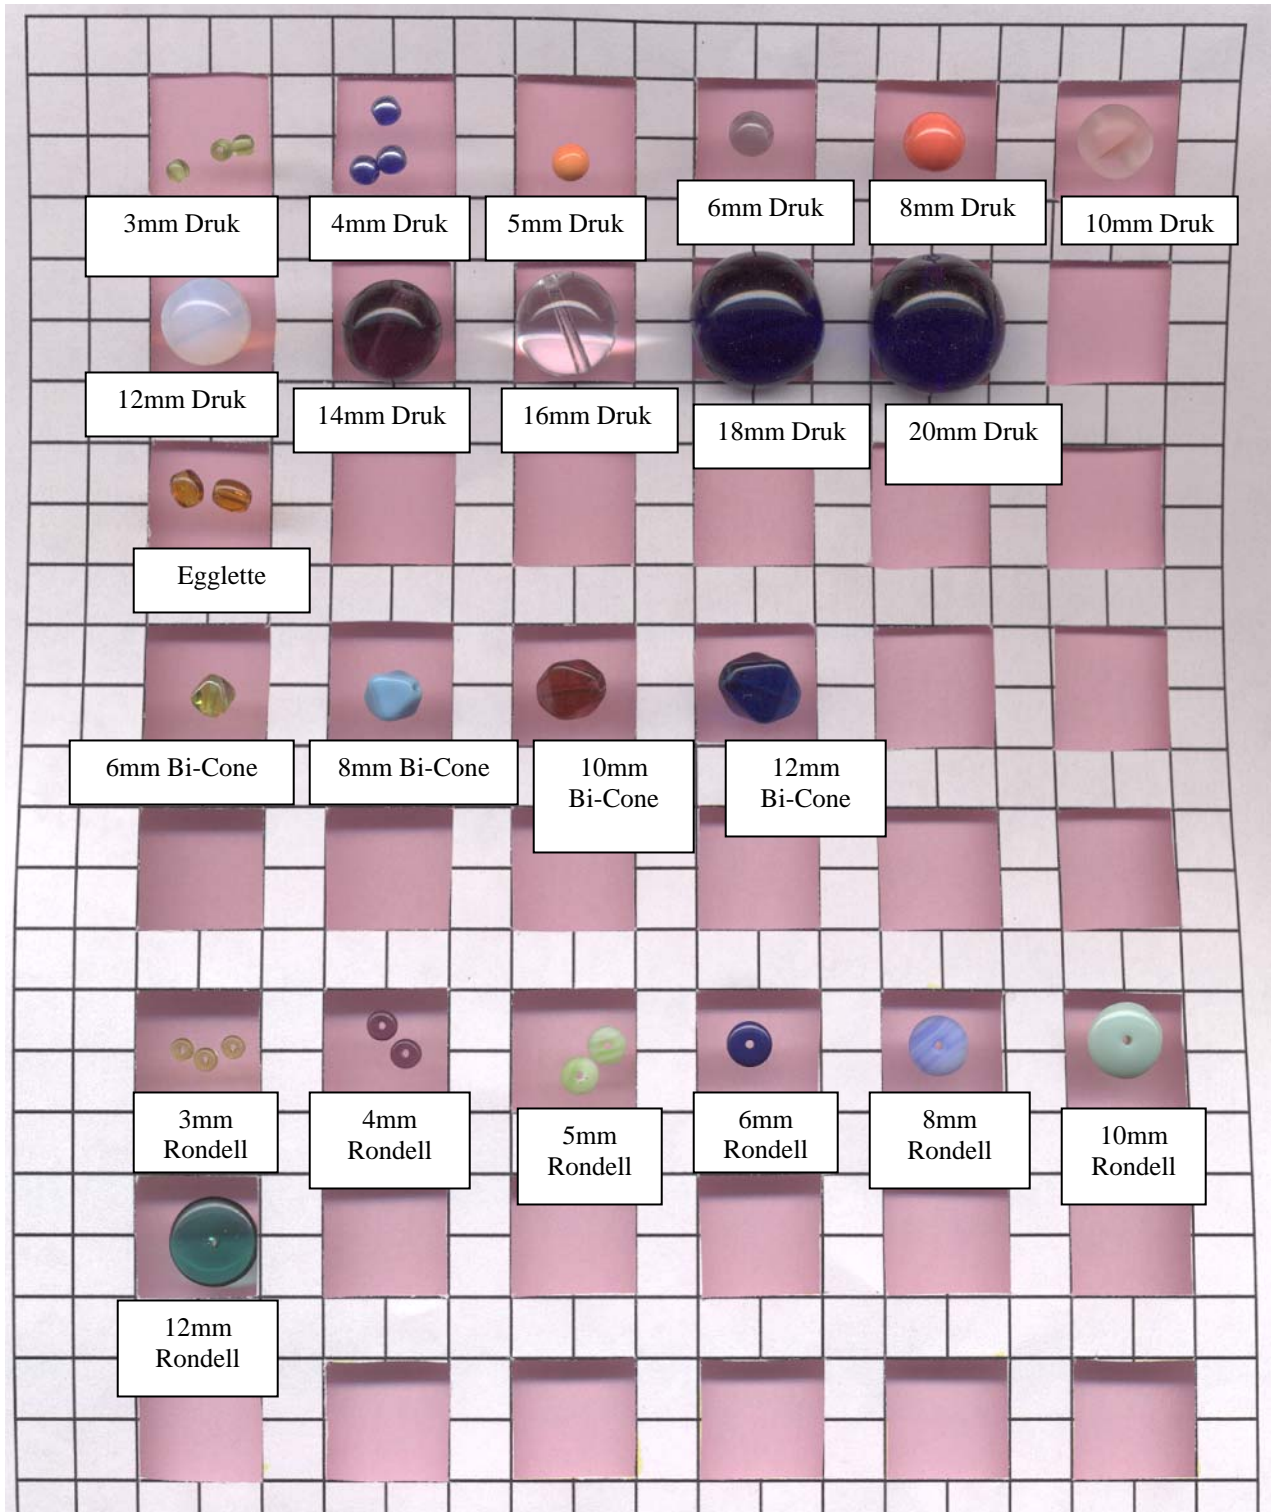 3mm Druk
4mm Druk
5mm Druk
6mm Druk
8mm Druk
10mm Druk
12mm Druk
14mm Druk
16mm Druk
18mm Druk
20mm Druk
Egglette
6mm Bi-Cone
8mm Bi-Cone
10mm
Bi-Cone
12mm
Bi-Cone
3mm
Rondell
4mm
Rondell
5mm
Rondell
6mm
Rondell
8mm
Rondell
10mm
Rondell
12mm
Rondell